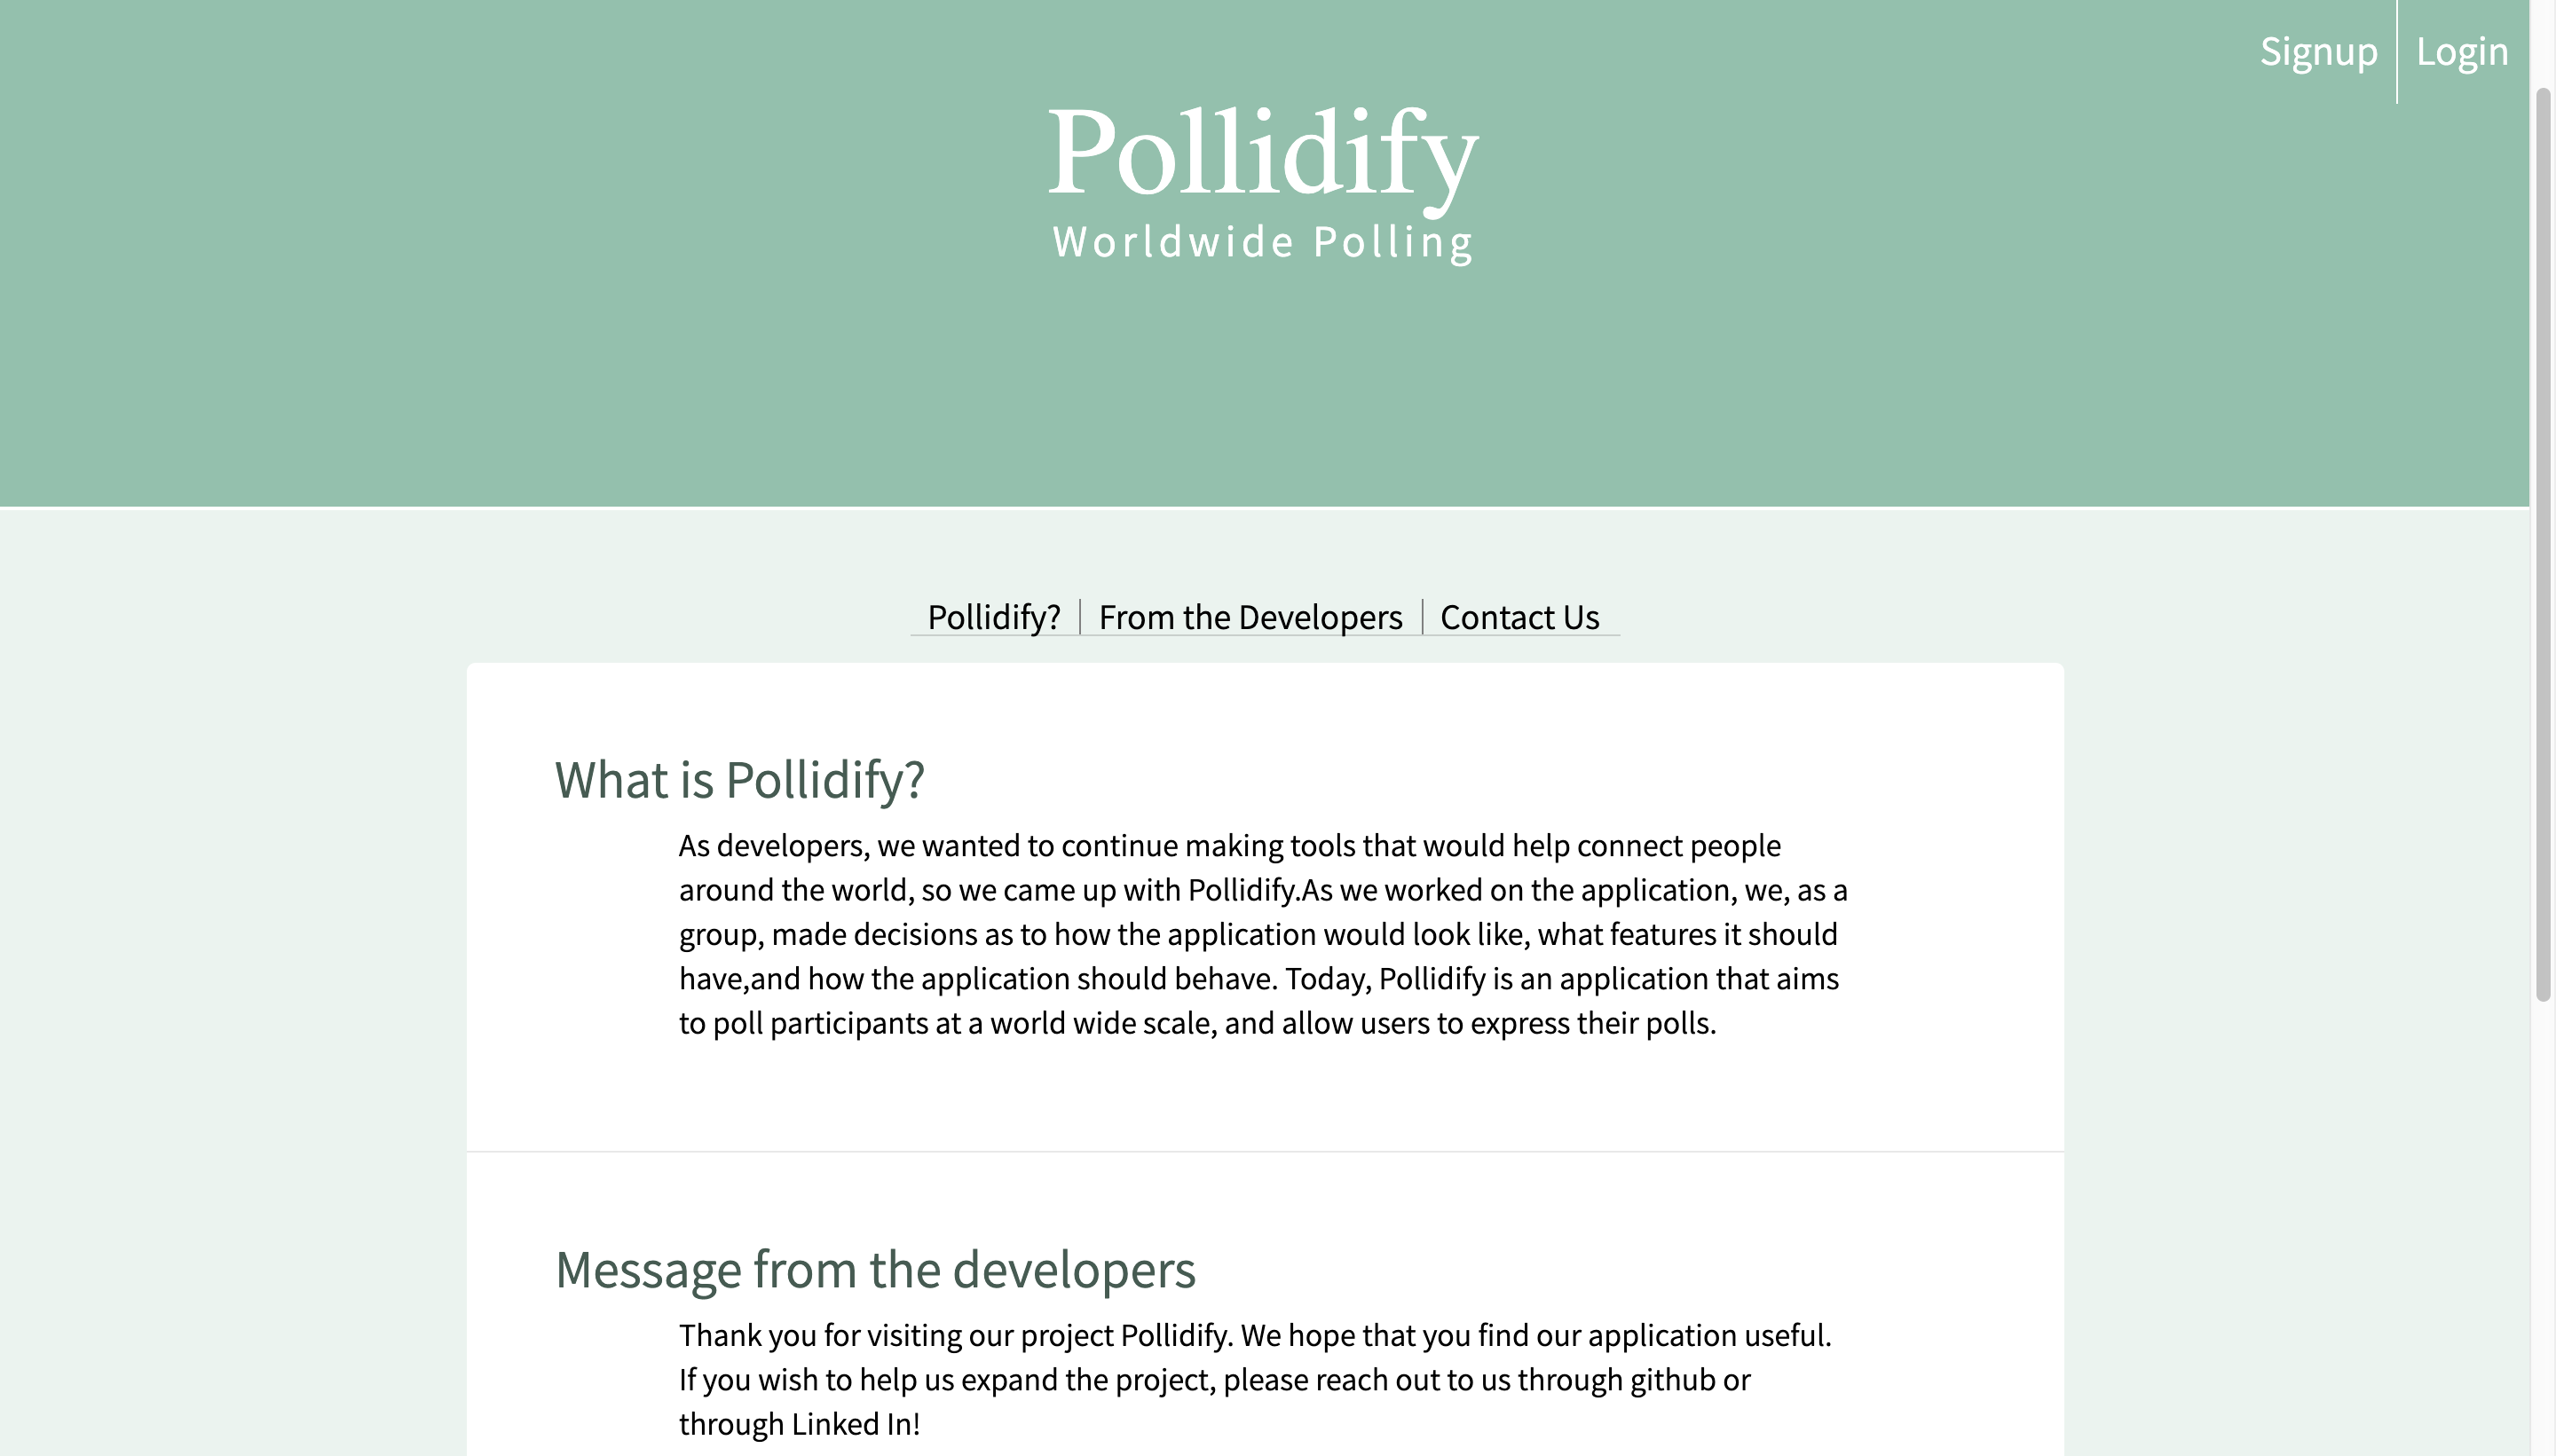 Signup
Login
Pollidify
Worldwide Polling
Pollidify?
From the Developers
Contact Us
What is Pollidify?
As developers, we wanted to continue making tools that would help connect people
around the world, so we came up with Pollidify.As we worked on the application, we, as a
group, made decisions as to how the application would look like, what features it should
have,and how the application should behave. Today, Pollidify is an application that aims
to poll participants at a world wide scale, and allow users to express their polls.
Message from the developers
Thank you for visiting our project Pollidify. We hope that you find our application useful.
If you wish to help us expand the project, please reach out to us through github or
through Linked In!